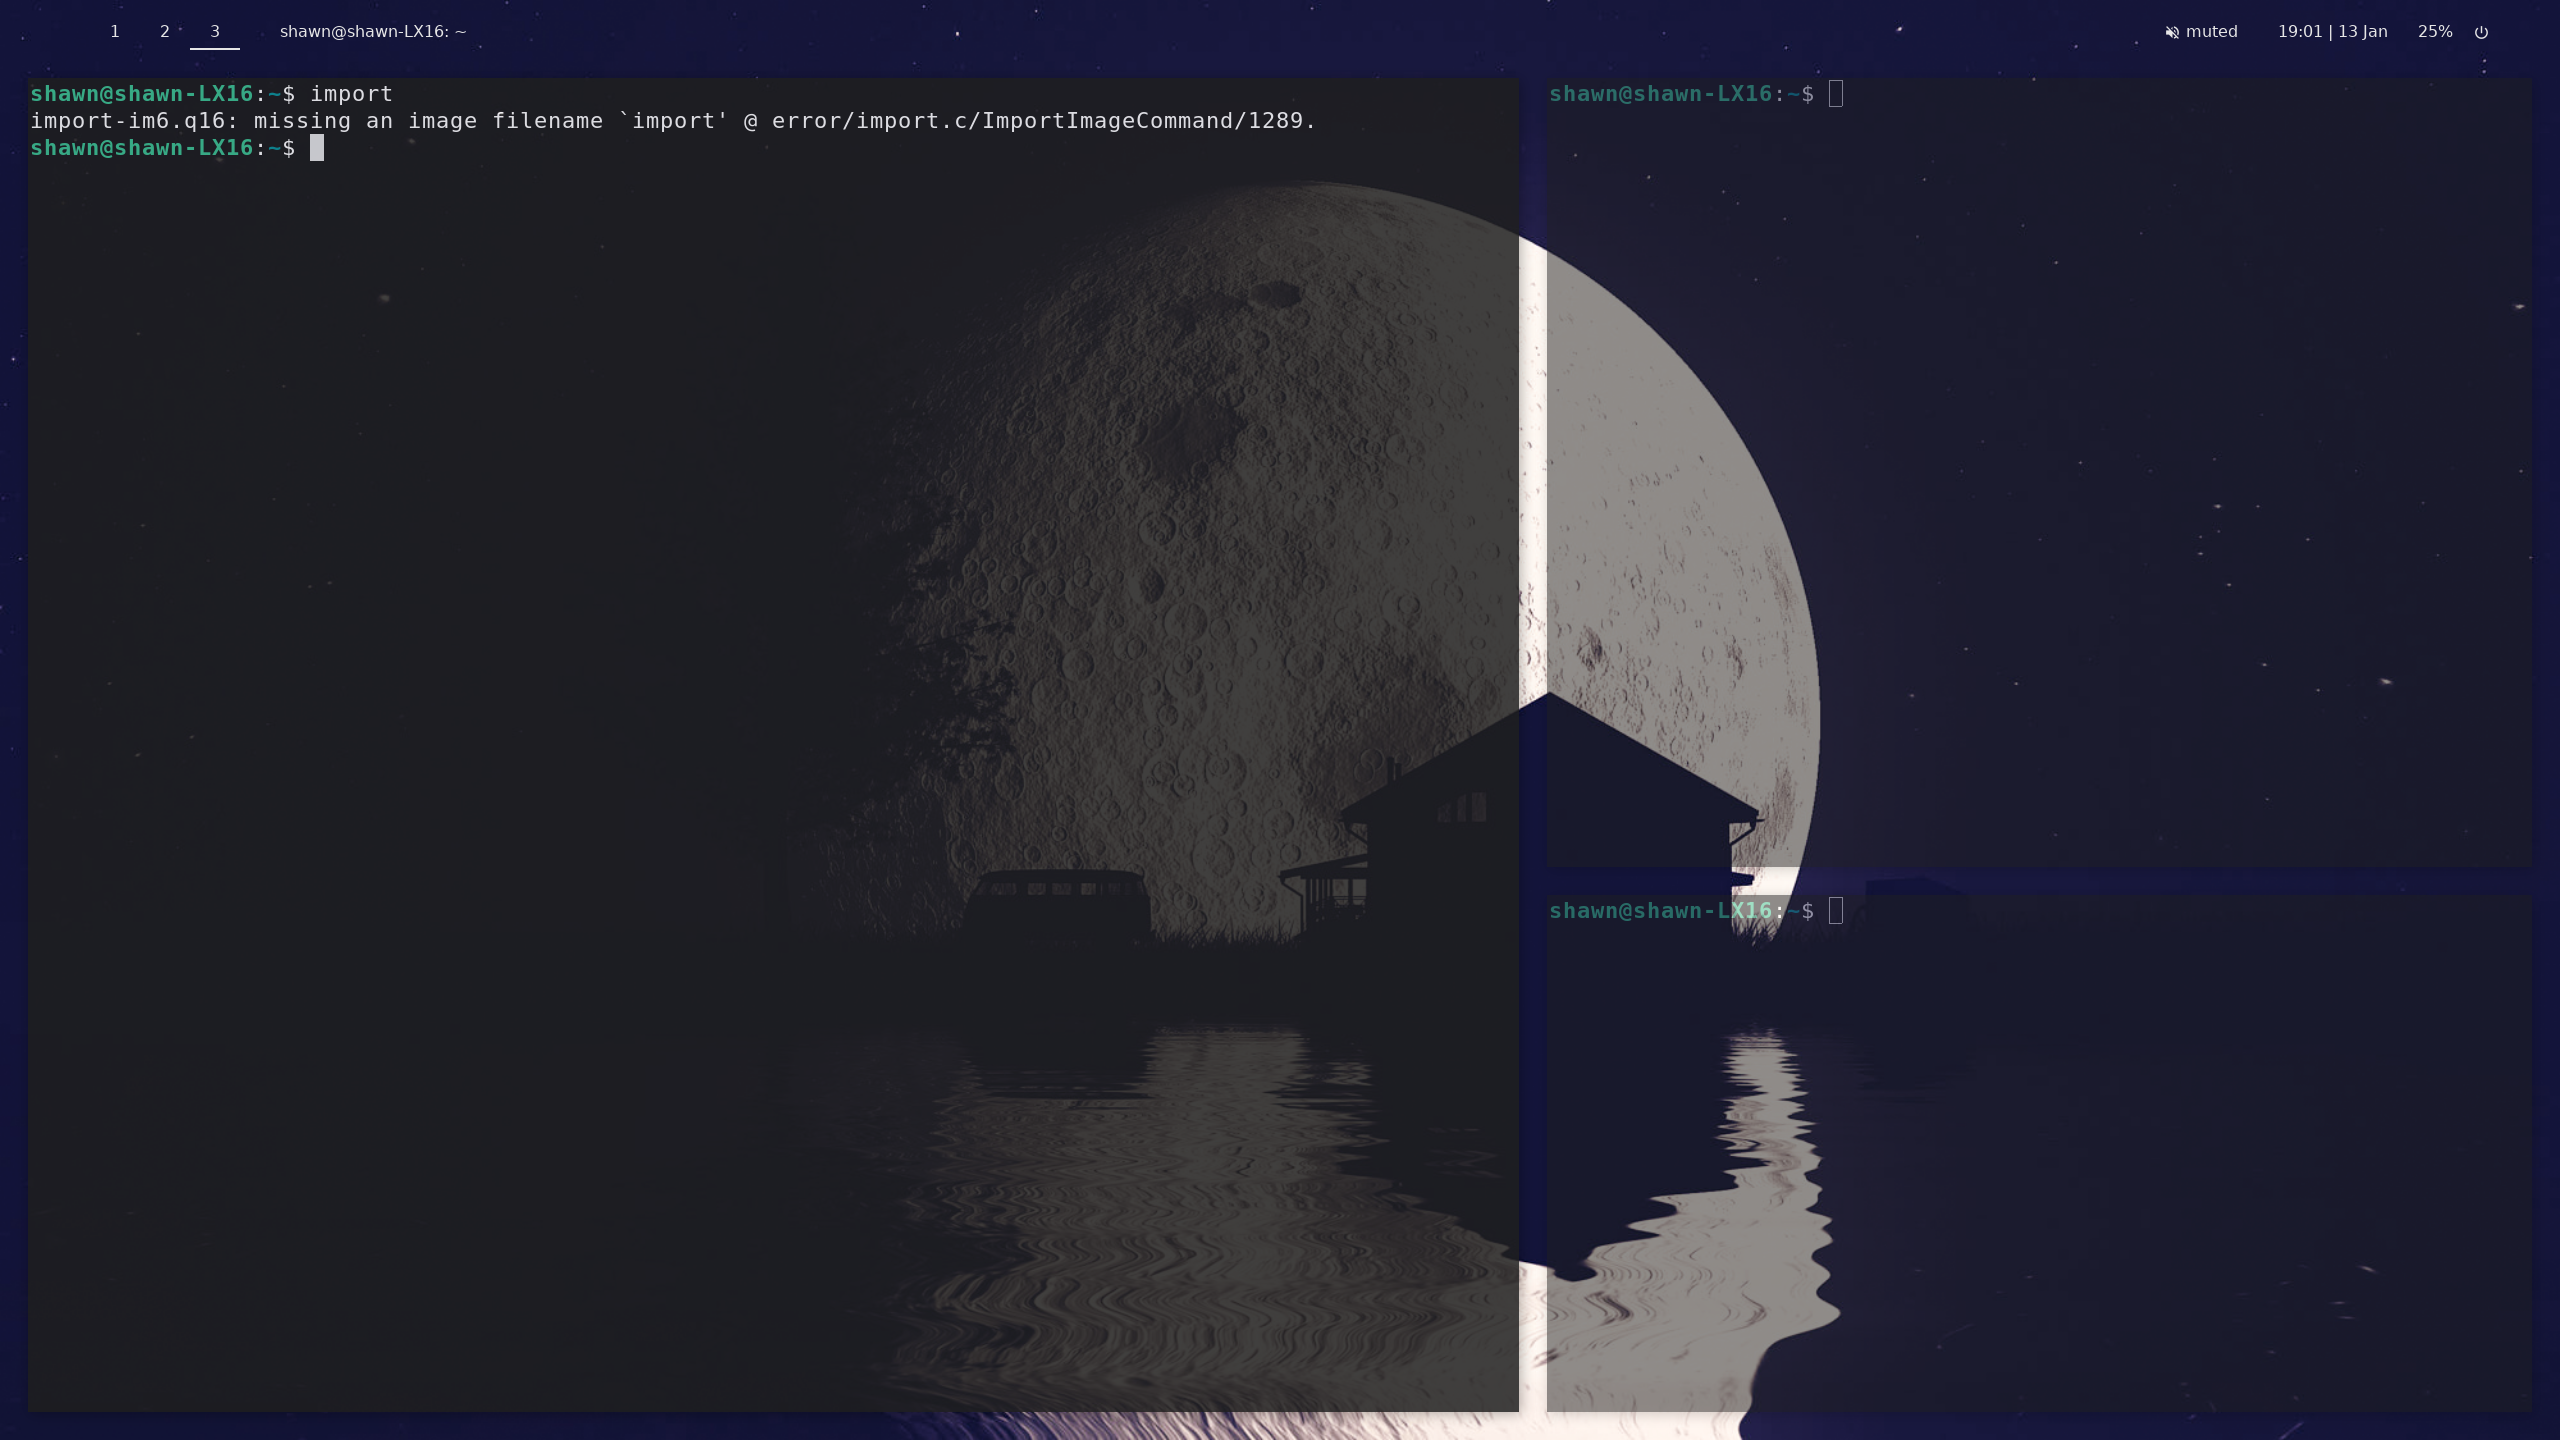 1 2 3 shawn@shawn-LX16: ~ muted 19:01 | 13 Jan 25%
shawn@shawn-LX16:~$ import
import-im6.q16: missing an image filename `import' @ error/import.c/ImportImageCommand/1289.
shawn@shawn-LX16:~$
shawn@shawn-LX16:~$
shawn@shawn-LX16:~$